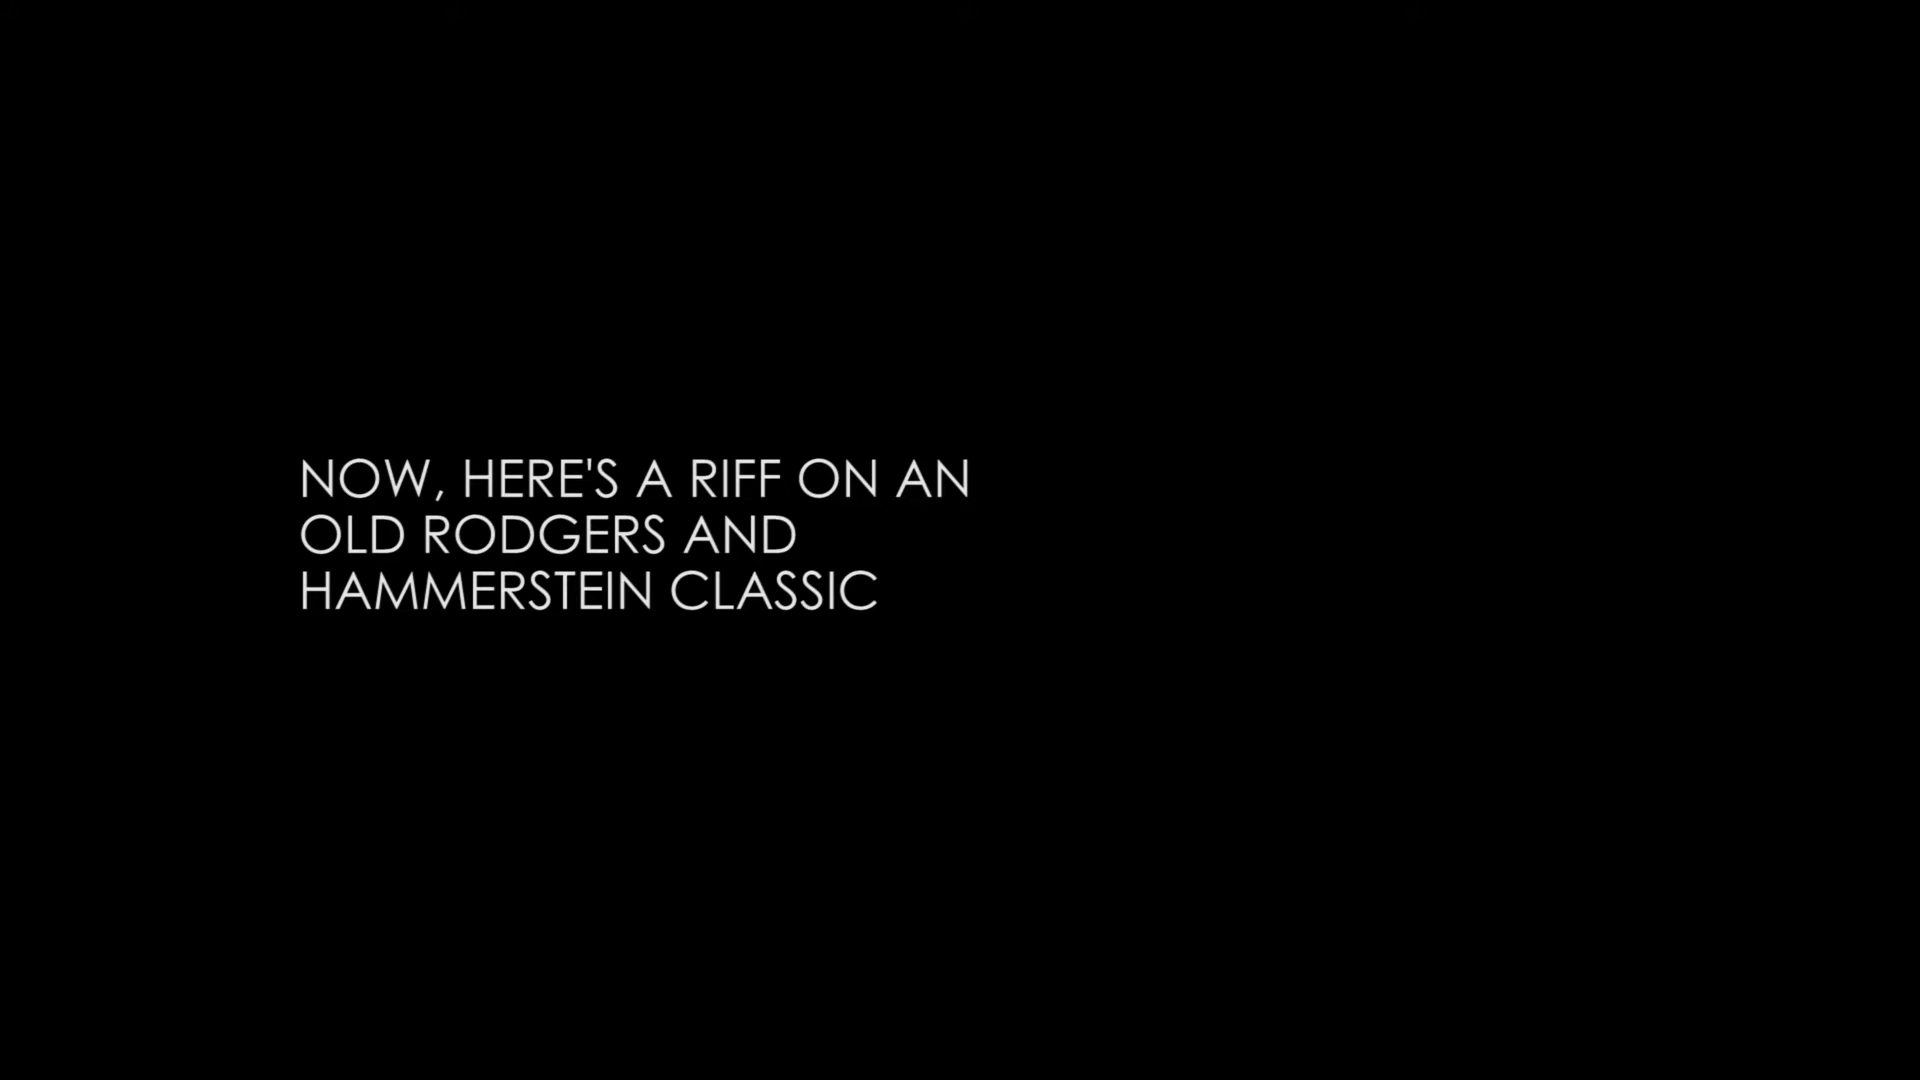 NOW, HERE'S A RIFF ON AN
OLD RODGERS AND
HAMMERSTEIN CLASSIC